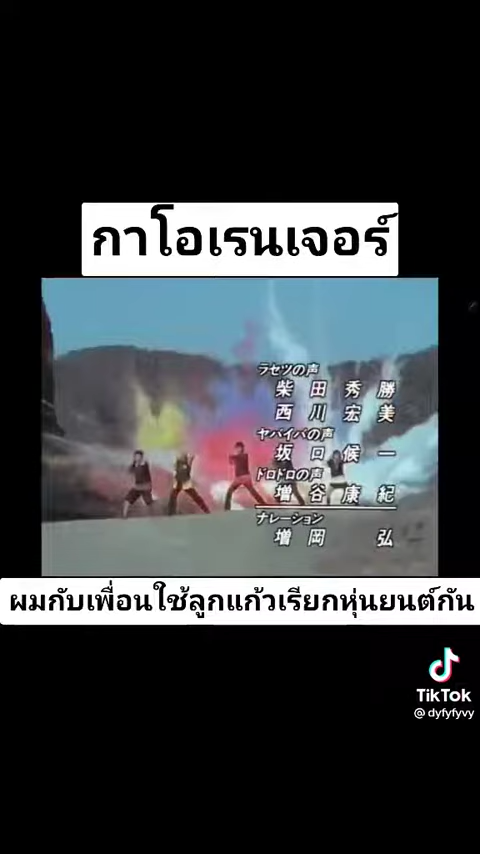 กาโอเรนเจอร์
ラセツの声
柴田秀勝
西川宏美
ヤバイバの声
坂口候一
ドロドロの声
増谷康紀
ナレーション
増岡 弘
ผมกับเพื่อนใช้ลูกแก้วเรียกหุ่นยนต์กัน
TikTok
@dyfyfyvy